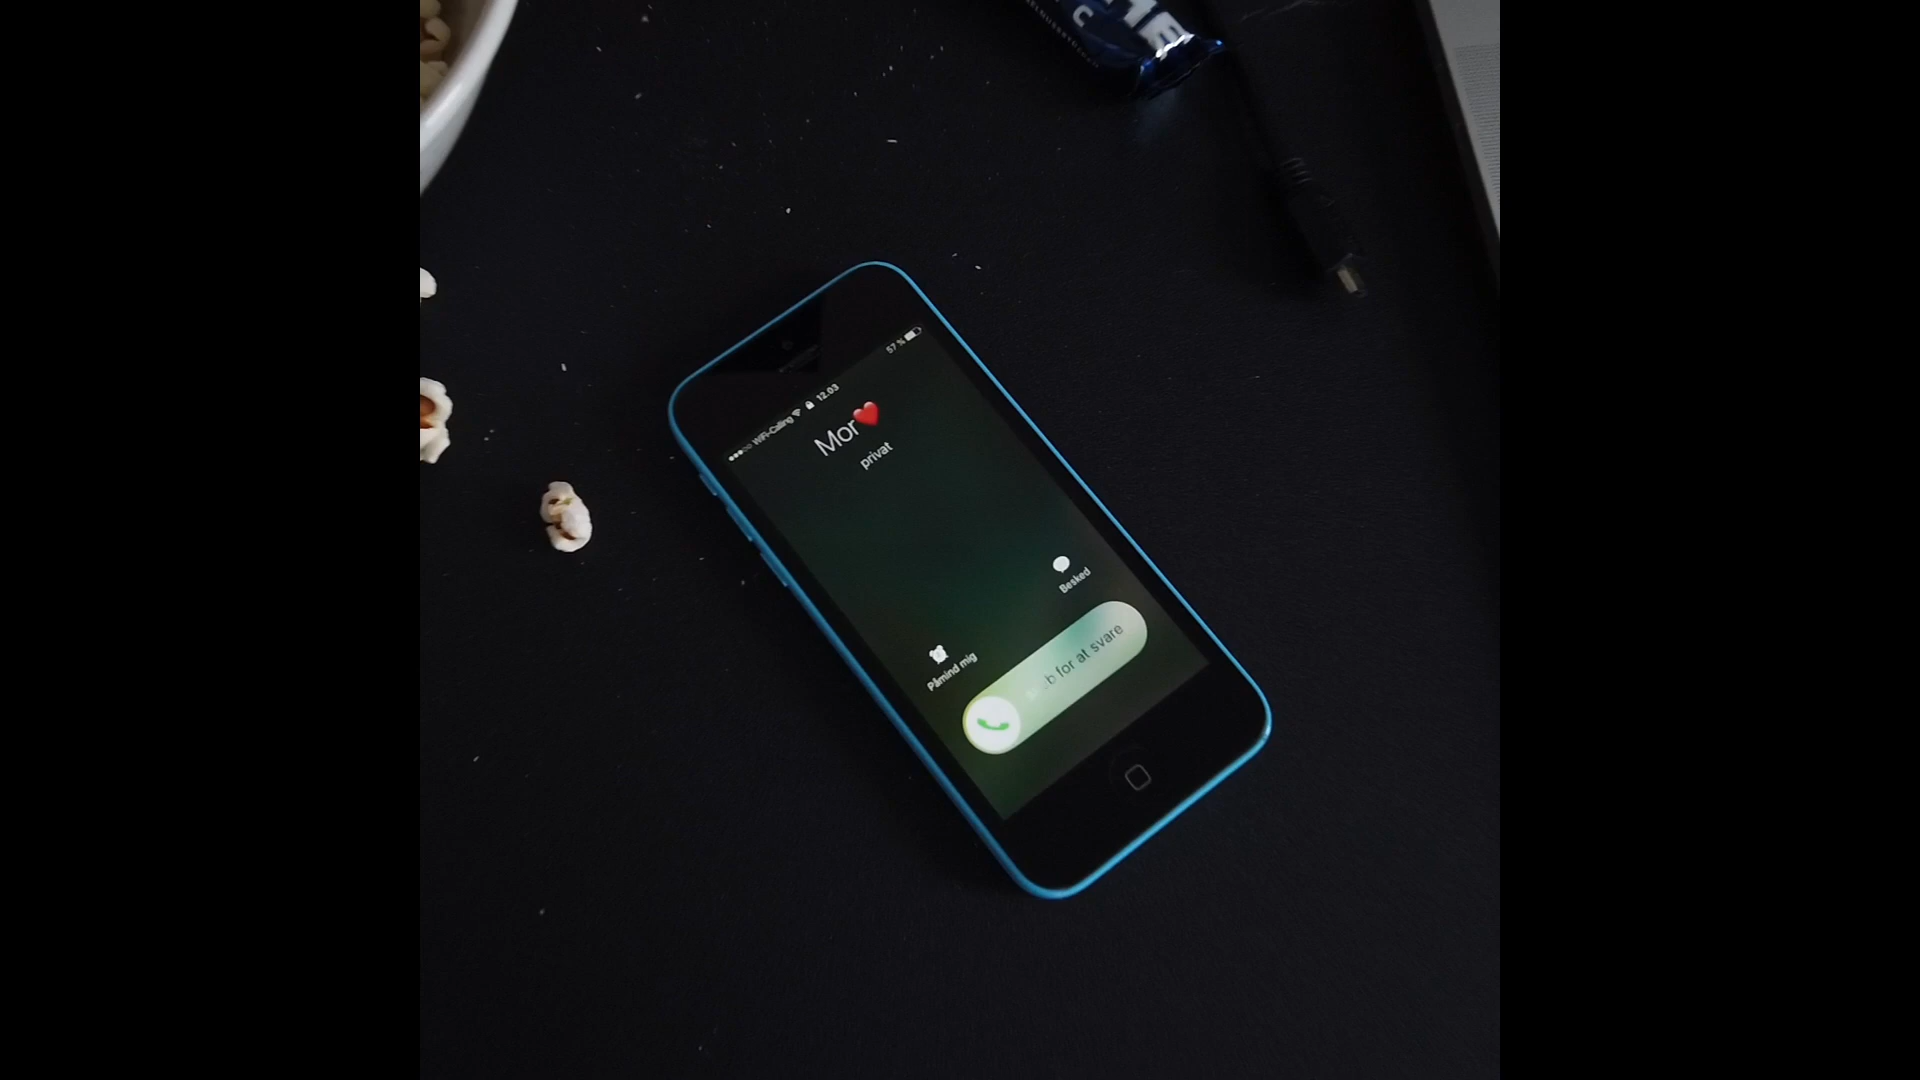 WiFi-Calling 12.03 57 %
Mor❤️
privat
Påmind mig
Besked
for at svare
C